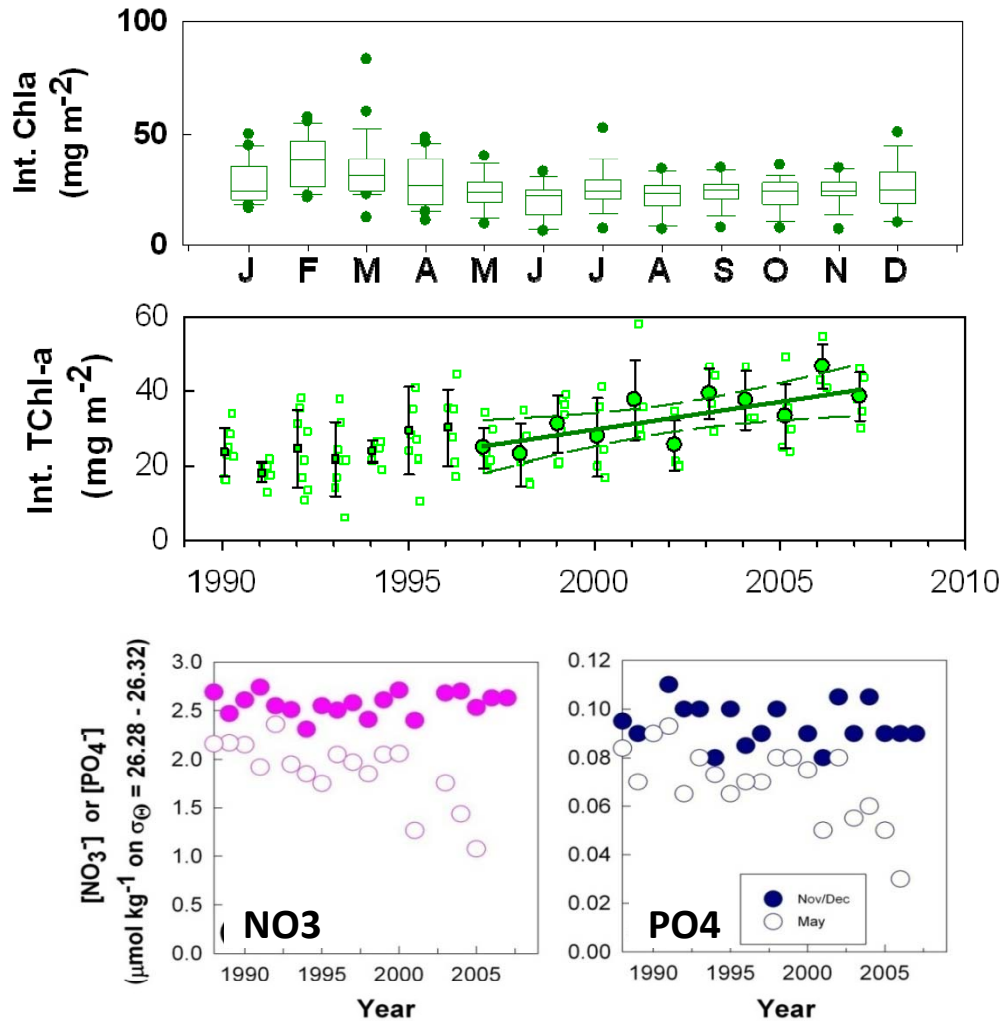 100
50
0
Int. Chla
(mg m-2)
J F M A M J J A S O N D
60
40
20
0
Int. TChl-a
(mg m -2)
1990 1995 2000 2005 2010
[NO3-] or [PO4-]
(μmol kg-1 on σΘ = 26.28 - 26.32)
3.0
2.5
2.0
1.5
1.0
0.5
0.0
NO3
1990 1995 2000 2005
Year
0.12
0.10
0.08
0.06
0.04
0.02
0.00
PO4
Nov/Dec
May
1990 1995 2000 2005
Year